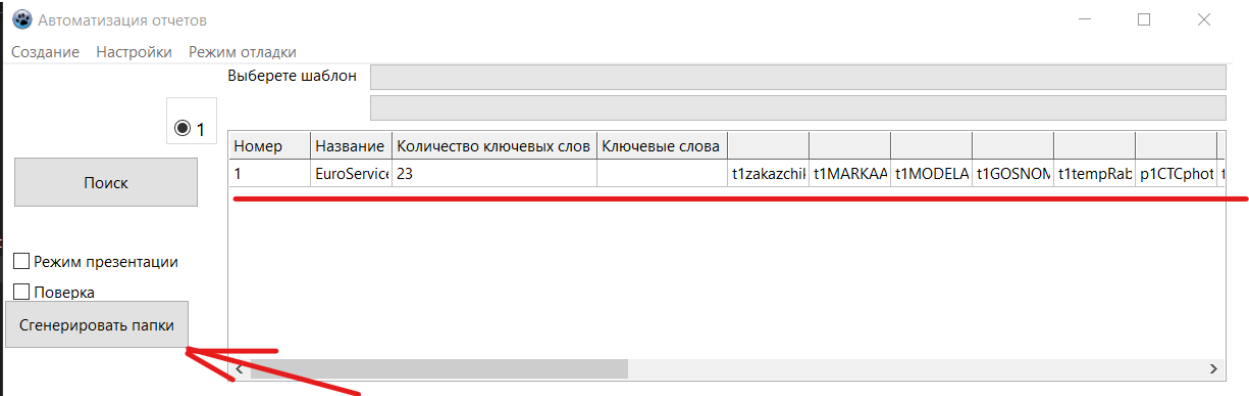 Автоматизация отчетов
Создание Настройки Режим отладки
Выберете шаблон
1
Номер Название Количество ключевых слов Ключевые слова
1 EuroService 23 t1zakazchik t1MARKAA t1MODELA t1GOSNOM t1tempRab p1CTCphot
Поиск
Режим презентации
Поверка
Сгенерировать папки